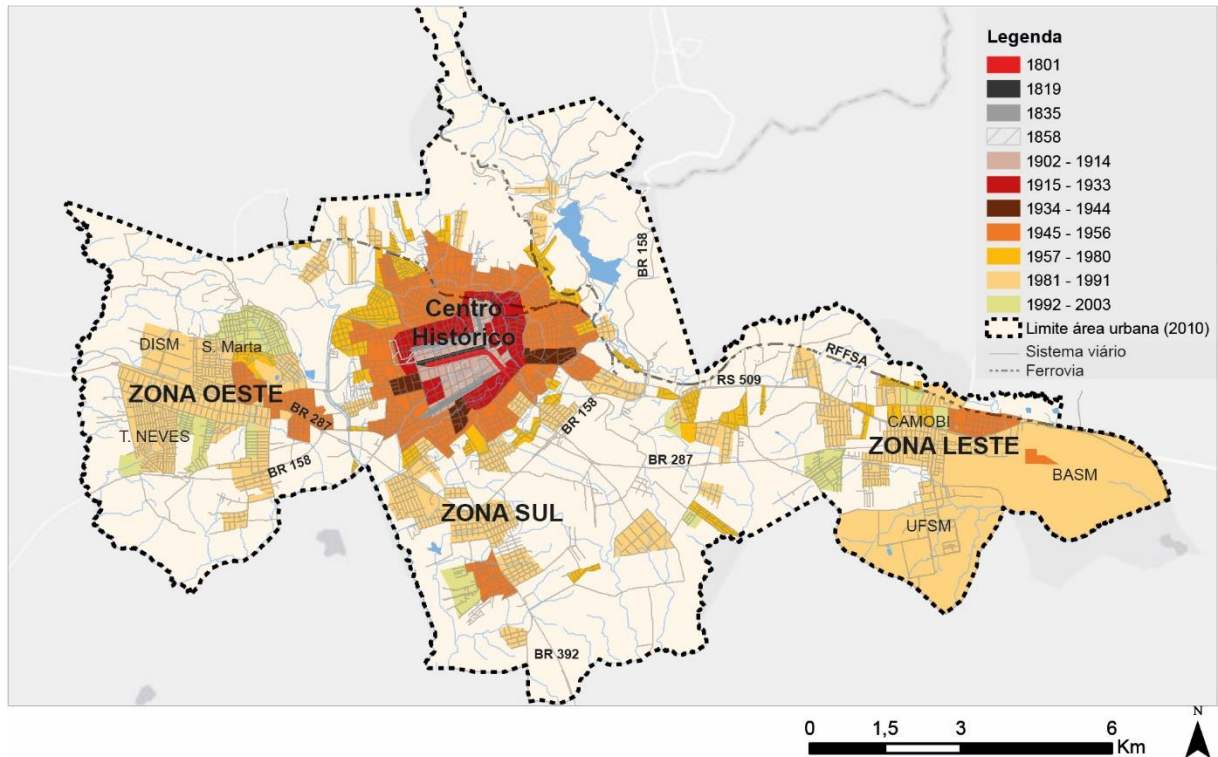 Legenda
1801
1819
1835
1858
1902 - 1914
1915 - 1933
1934 - 1944
1945 - 1956
1957 - 1980
1981 - 1991
1992 - 2003
Limite área urbana (2010)
Sistema viário
Ferrovia
BR 158
Centro
Histórico
DISM
S. Marta
ZONA OESTE
BR 287
T. NEVES
BR 158
RFFSA
RS 509
BR 158
CAMOBI
ZONA LESTE
BR 287
BASM
ZONA SUL
UFSM
BR 392
N
0 1,5 3 6
Km